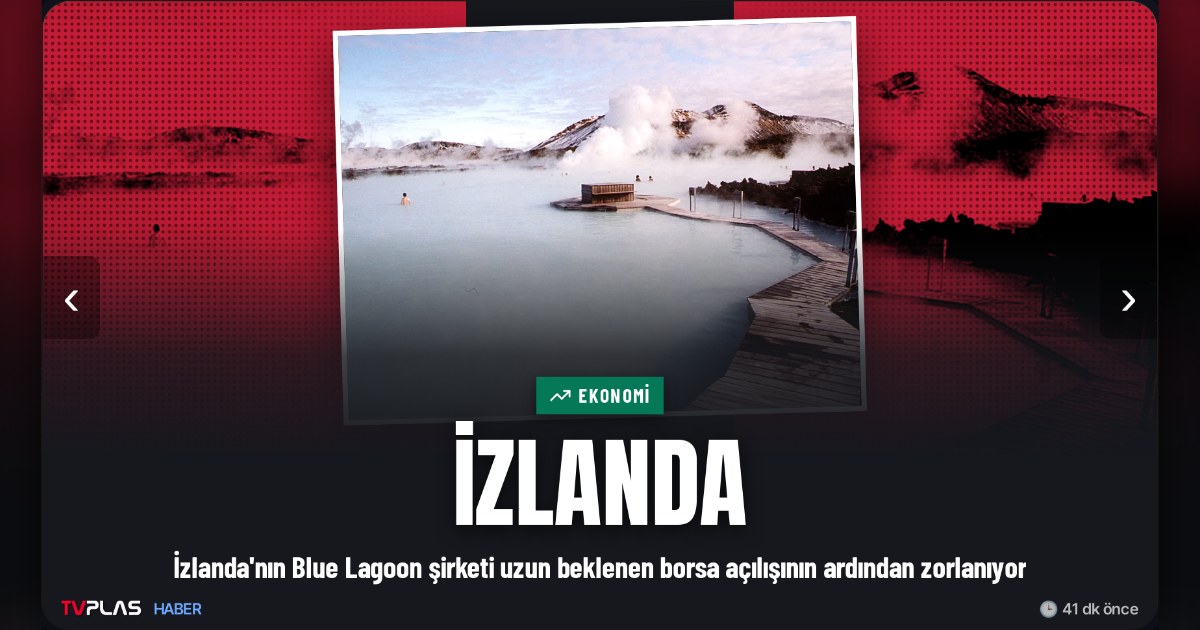 EKONOMİ
İZLANDA
İzlanda'nın Blue Lagoon şirketi uzun beklenen borsa açılışının ardından zorlanıyor
TVPLAS HABER
41 dk önce